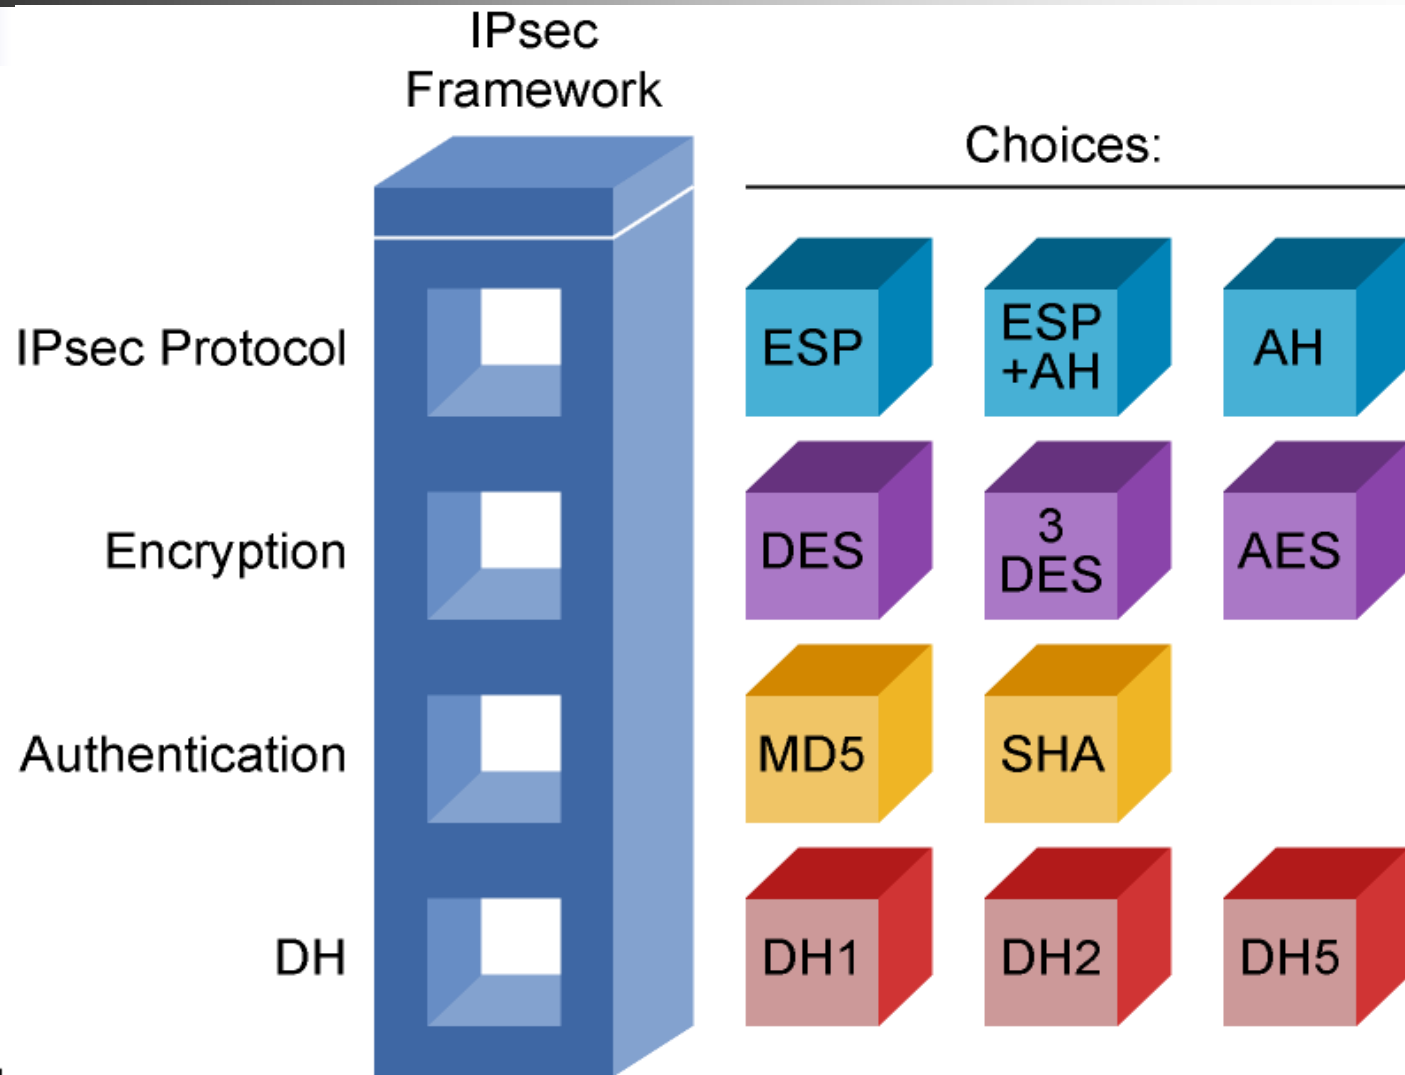 IPsec
Framework
Choices:
IPsec Protocol
ESP
ESP
+AH
AH
Encryption
DES
3
DES
AES
Authentication
MD5
SHA
DH
DH1
DH2
DH5